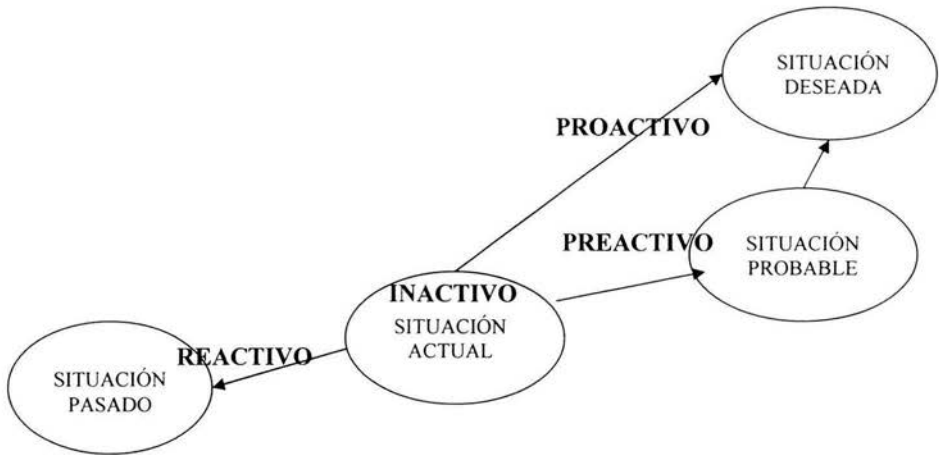 SITUACIÓN
DESEADA
PROACTIVO
PREACTIVO
SITUACIÓN
PROBABLE
INACTIVO
SITUACIÓN
ACTUAL
REACTIVO
SITUACIÓN
PASADO